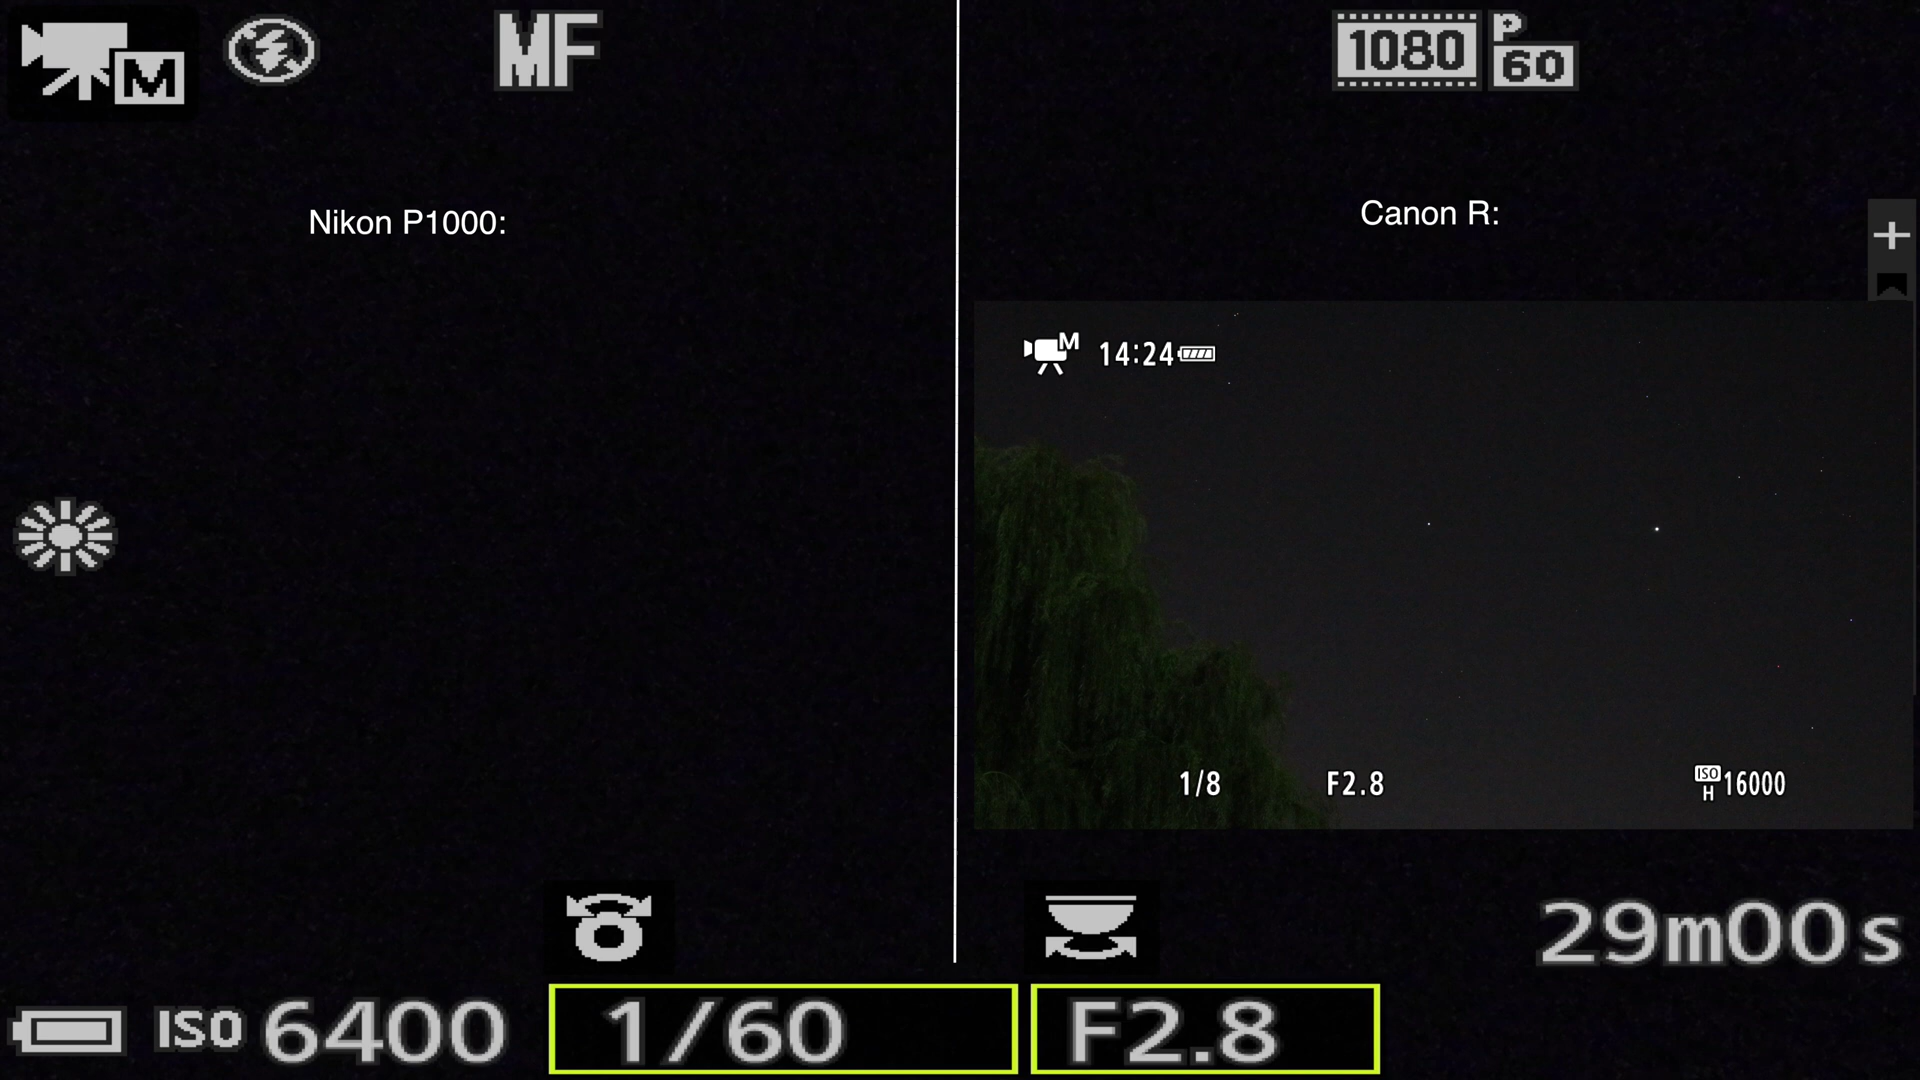 M
MF
1080
P
60
Nikon P1000:
Canon R:
M
14:24
1/8
F2.8
ISO
H
16000
29m00s
ISO 6400
1/60
F2.8